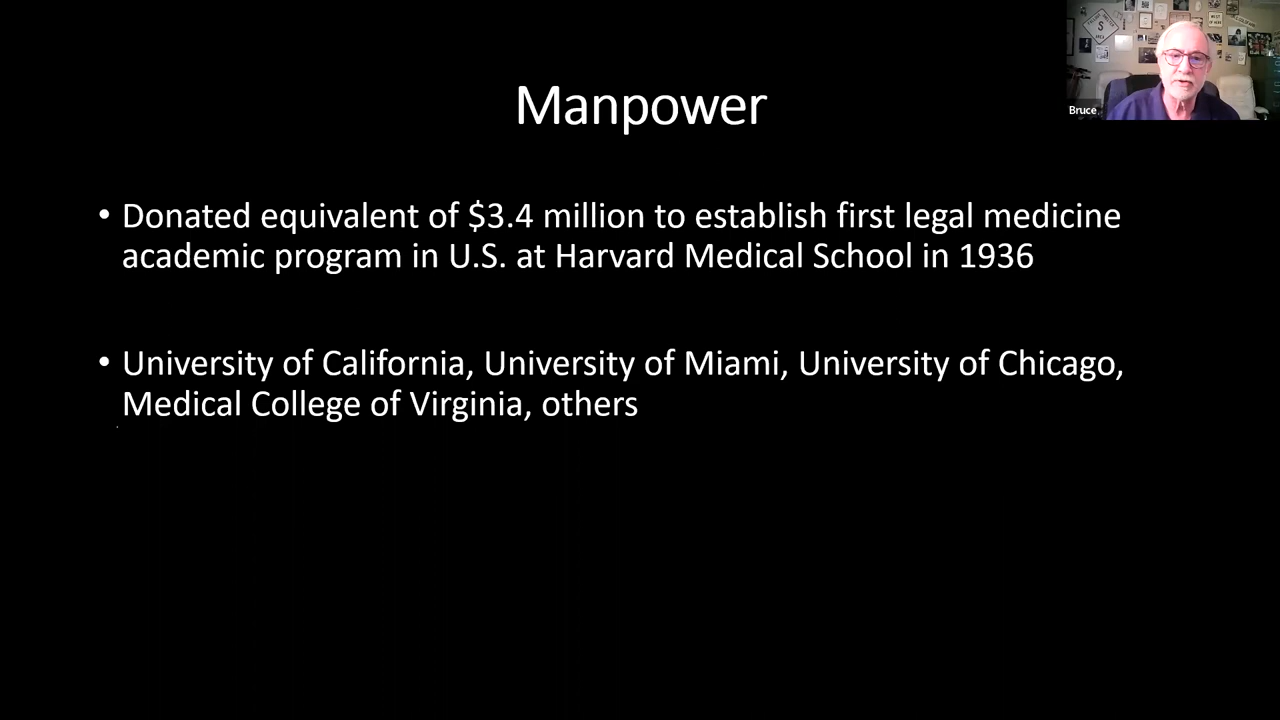 Manpower
Bruce
• Donated equivalent of $3.4 million to establish first legal medicine
academic program in U.S. at Harvard Medical School in 1936
• University of California, University of Miami, University of Chicago,
Medical College of Virginia, others